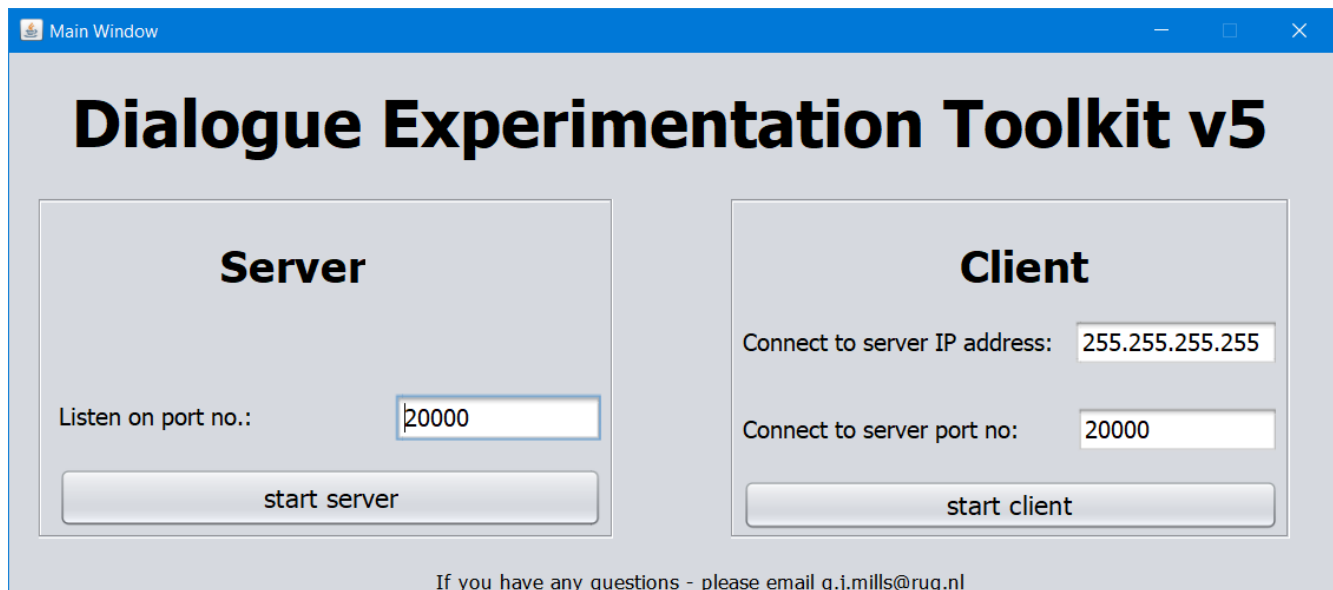 Main Window
Dialogue Experimentation Toolkit v5
Server
Listen on port no.:
20000
start server
Client
Connect to server IP address:
255.255.255.255
Connect to server port no:
20000
start client
If you have any questions - please email g.j.mills@rug.nl